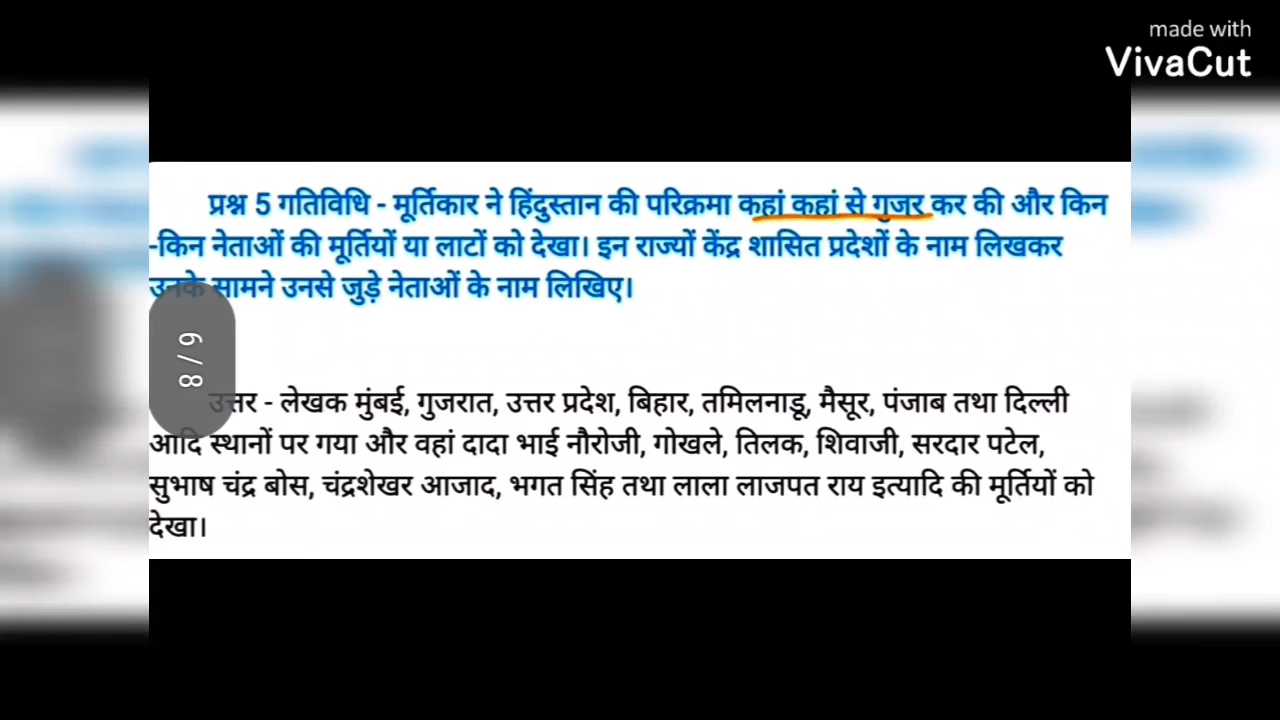 made with
VivaCut
प्रश्न 5 गतिविधि - मूर्तिकार ने हिंदुस्तान की परिक्रमा कहां कहां से गुजर कर की और किन
-किन नेताओं की मूर्तियों या लाटों को देखा। इन राज्यों केंद्र शासित प्रदेशों के नाम लिखकर
उनके सामने उनसे जुड़े नेताओं के नाम लिखिए।
6/8
उत्तर - लेखक मुंबई, गुजरात, उत्तर प्रदेश, बिहार, तमिलनाडू, मैसूर, पंजाब तथा दिल्ली
आदि स्थानों पर गया और वहां दादा भाई नौरोजी, गोखले, तिलक, शिवाजी, सरदार पटेल,
सुभाष चंद्र बोस, चंद्रशेखर आजाद, भगत सिंह तथा लाला लाजपत राय इत्यादि की मूर्तियों को
देखा।